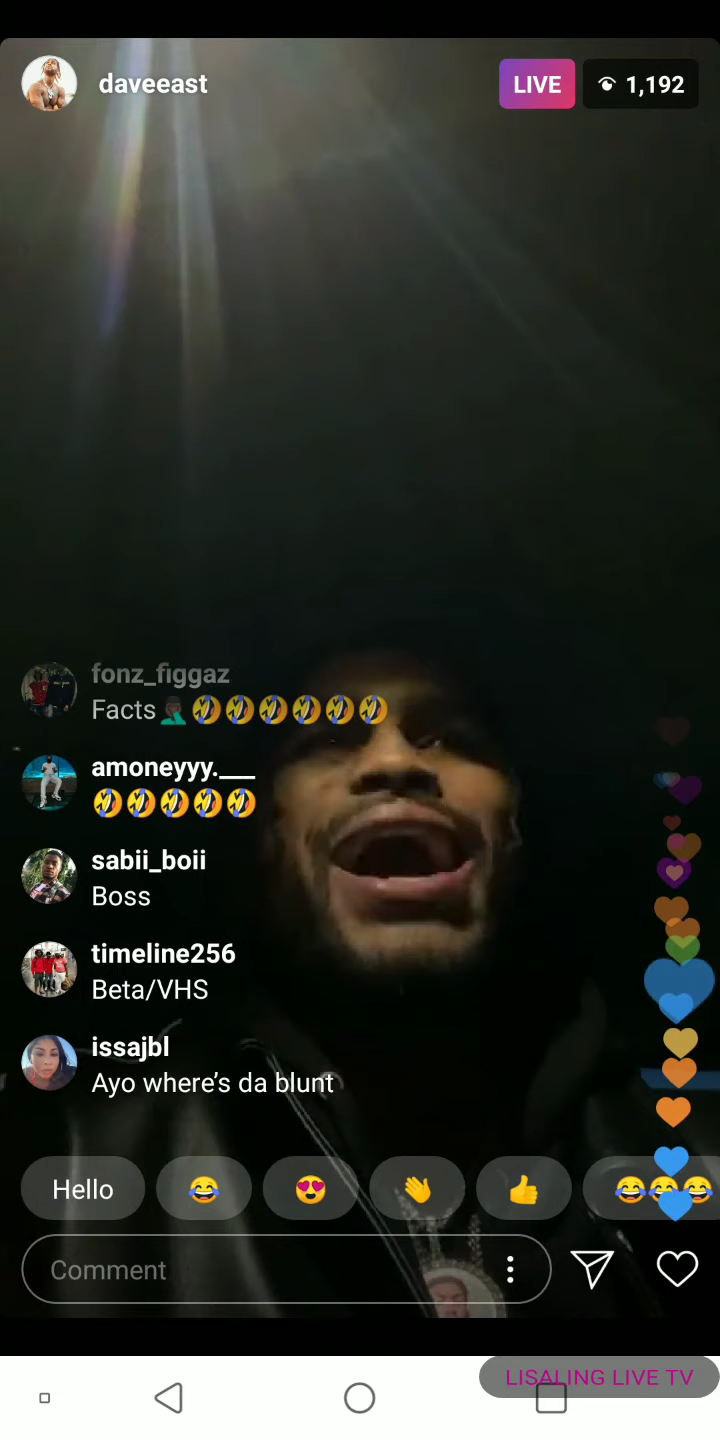 daveeast
LIVE 1,192
fonz_figgaz
Facts🤦🏿‍♂️🤣🤣🤣🤣🤣🤣
amoneyyy.___
🤣🤣🤣🤣🤣
sabii_boii
Boss
timeline256
Beta/VHS
issajbl
Ayo where’s da blunt
Hello 😂 😍 👋 👍 😂😂😂
Comment
LISALING LIVE TV